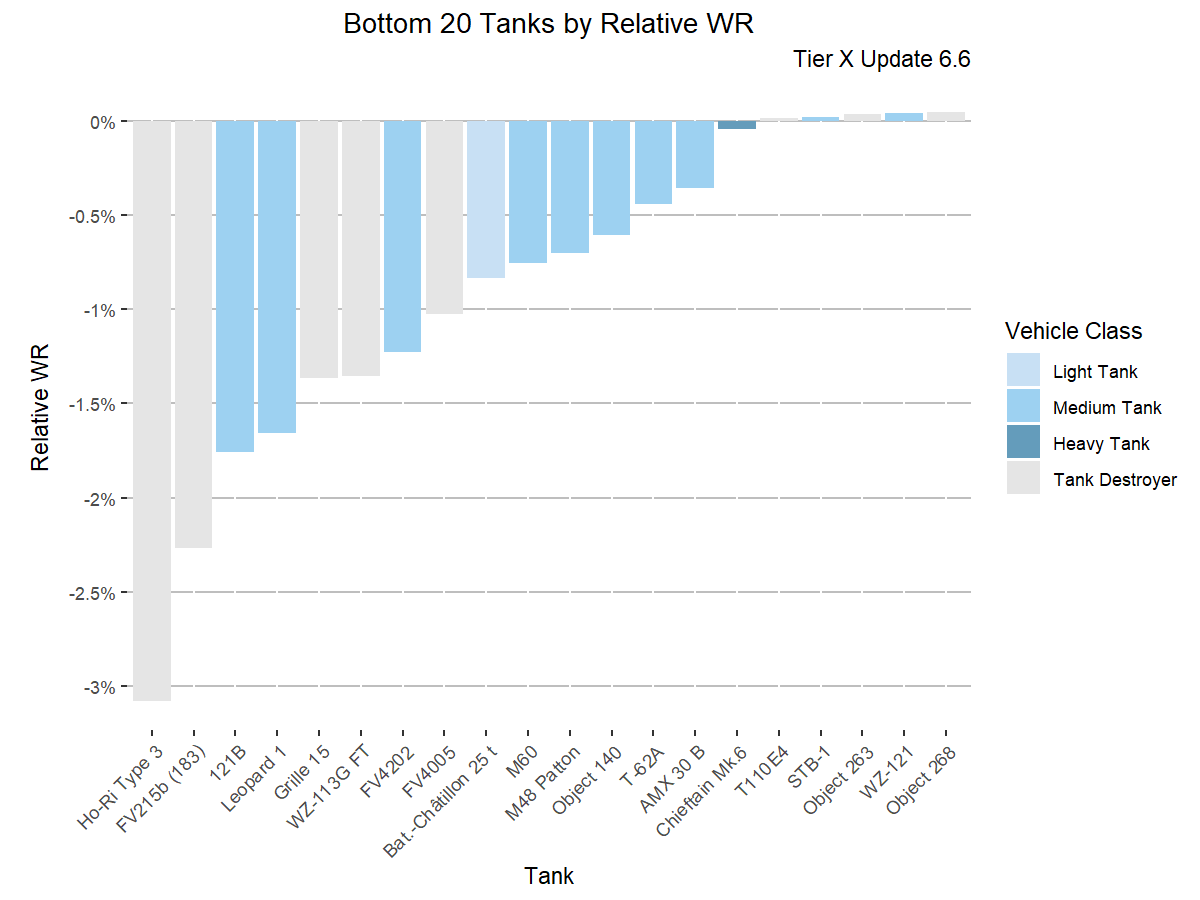 Bottom 20 Tanks by Relative WR
Tier X Update 6.6
0%
-0.5%
-1%
-1.5%
-2%
-2.5%
-3%
Relative WR
Ho-Ri Type 3
FV215b (183)
121B
Leopard 1
Grille 15
WZ-113G FT
FV4202
FV4005
Bat.-Châtillon 25 t
M60
M48 Patton
Object 140
T-62A
AMX 30 B
Chieftain Mk.6
T110E4
STB-1
Object 263
WZ-121
Object 268
Tank
Vehicle Class
Light Tank
Medium Tank
Heavy Tank
Tank Destroyer